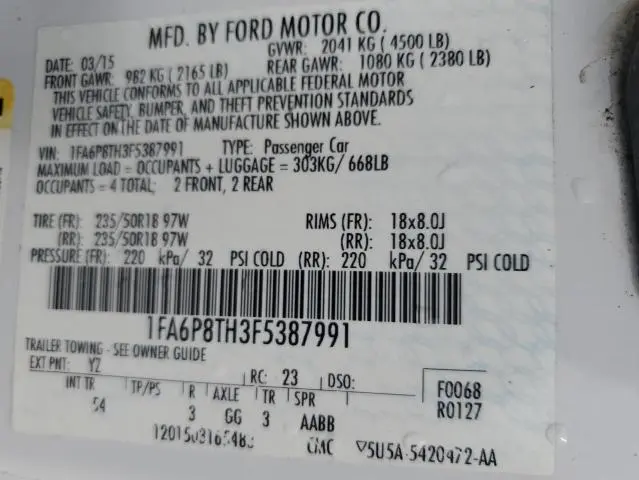 MFD. BY FORD MOTOR CO.
DATE: 03/15 GVWR: 2041 KG ( 4500 LB)
FRONT GAWR: 982 KG ( 2165 LB) REAR GAWR: 1080 KG ( 2380 LB)
THIS VEHICLE CONFORMS TO ALL APPLICABLE FEDERAL MOTOR
VEHICLE SAFETY, BUMPER, AND THEFT PREVENTION STANDARDS
IN EFFECT ON THE DATE OF MANUFACTURE SHOWN ABOVE.
VIN: 1FA6P8TH3F5387991 TYPE: Passenger Car
MAXIMUM LOAD = OCCUPANTS + LUGGAGE = 303KG/ 668LB
OCCUPANTS = 4 TOTAL; 2 FRONT, 2 REAR
TIRE (FR): 235/50R18 97W RIMS (FR): 18x8.0J
(RR): 235/50R18 97W (RR): 18x8.0J
PRESSURE (FR): 220 kPa/ 32 PSI COLD (RR): 220 kPa/ 32 PSI COLD
1FA6P8TH3F5387991
TRAILER TOWING - SEE OWNER GUIDE
EXT PNT: YZ RC: 23 DSO: F0068
INT TR TP/PS R AXLE TR SPR R0127
54 3 GG 3 AABB
UMC 5U5A-5420472-AA